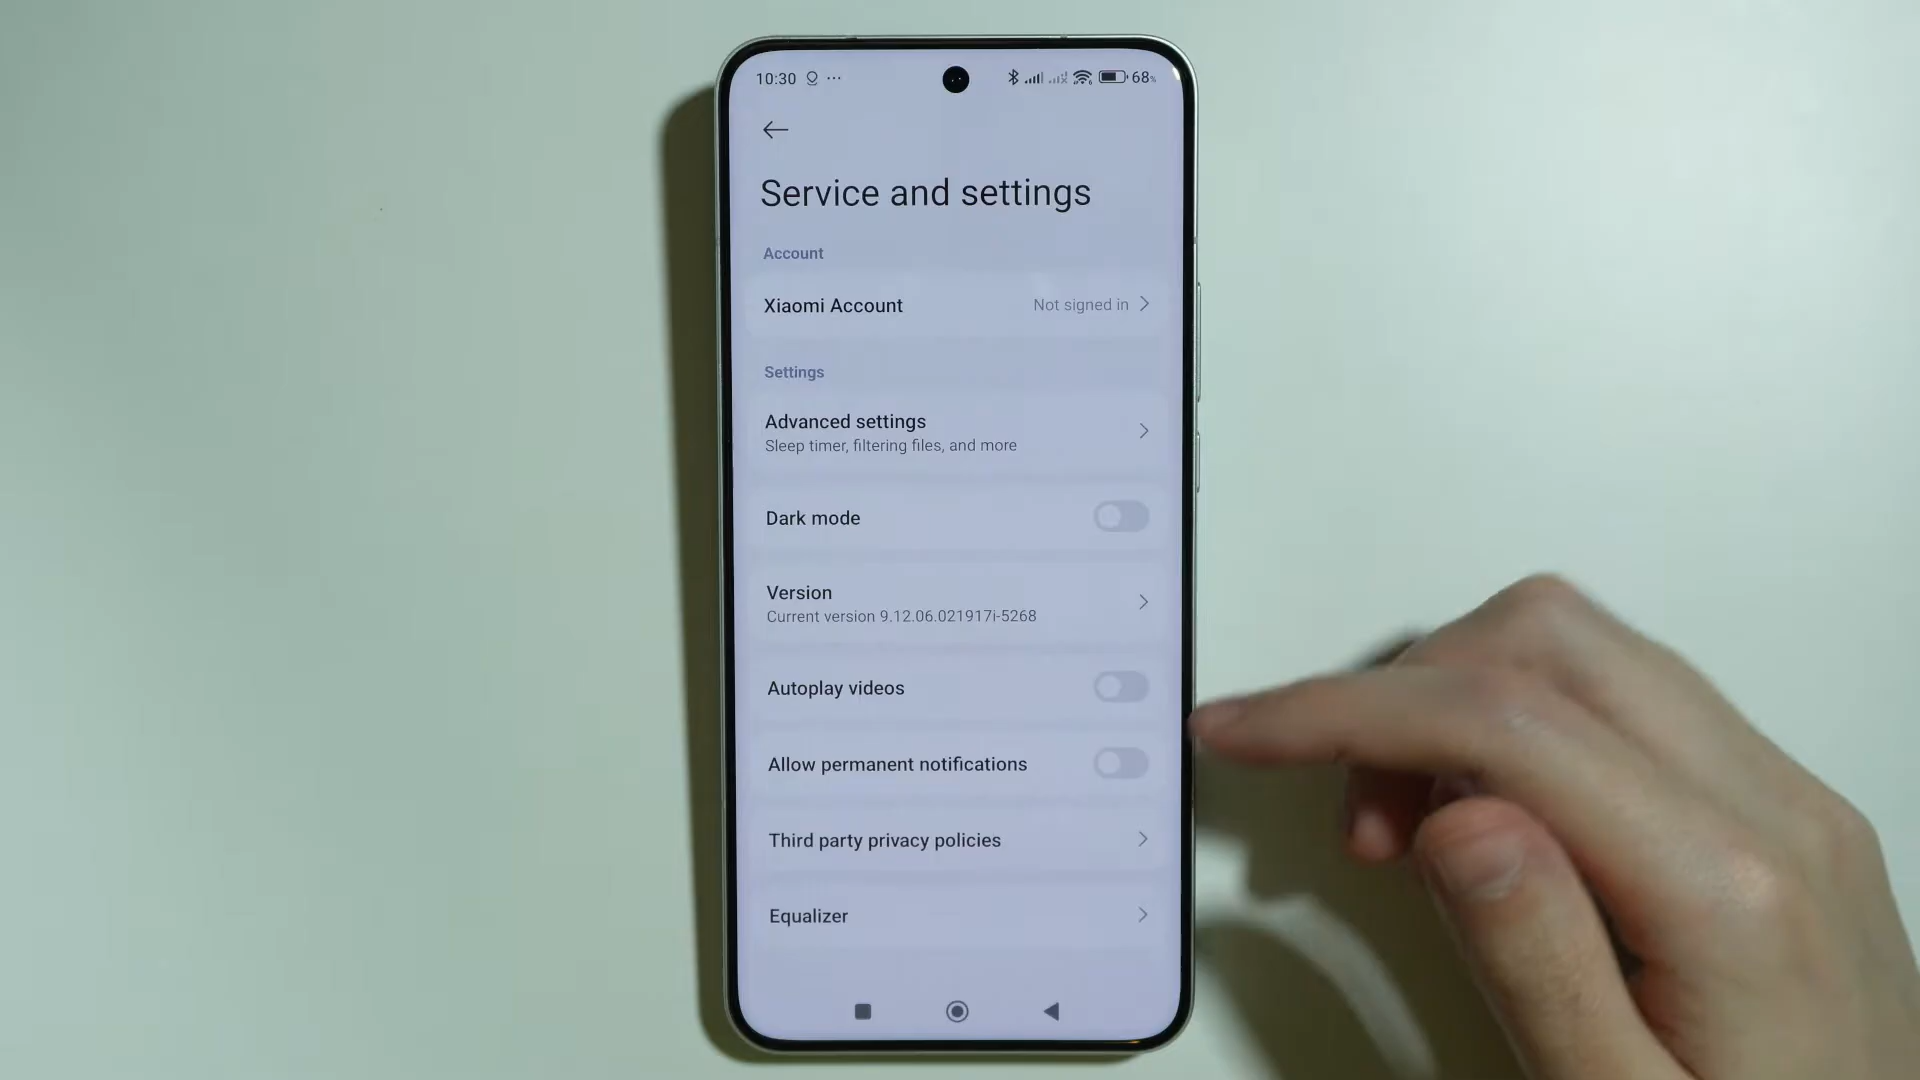 10:30 ··· 68%
Service and settings
Account
Xiaomi Account Not signed in
Settings
Advanced settings
Sleep timer, filtering files, and more
Dark mode
Version
Current version 9.12.06.021917i-5268
Autoplay videos
Allow permanent notifications
Third party privacy policies
Equalizer